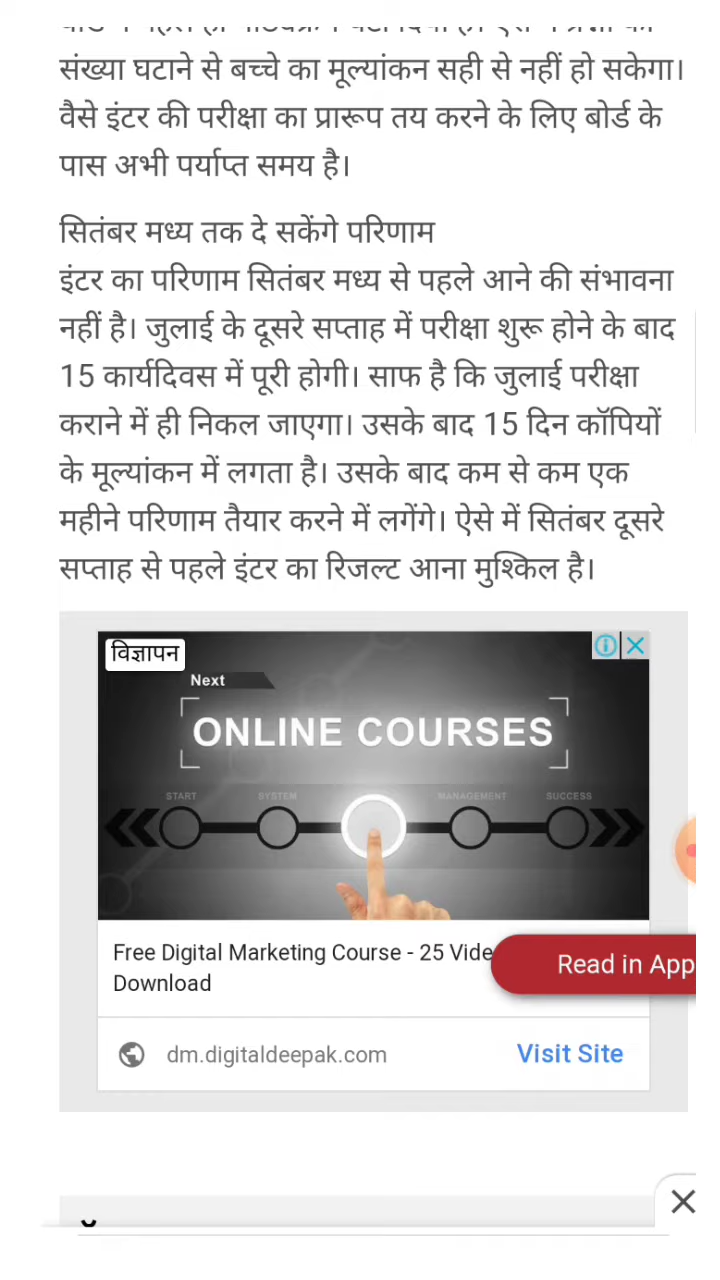 संख्या घटाने से बच्चे का मूल्यांकन सही से नहीं हो सकेगा।
वैसे इंटर की परीक्षा का प्रारूप तय करने के लिए बोर्ड के
पास अभी पर्याप्त समय है।
सितंबर मध्य तक दे सकेंगे परिणाम
इंटर का परिणाम सितंबर मध्य से पहले आने की संभावना
नहीं है। जुलाई के दूसरे सप्ताह में परीक्षा शुरू होने के बाद
15 कार्यदिवस में पूरी होगी। साफ है कि जुलाई परीक्षा
कराने में ही निकल जाएगा। उसके बाद 15 दिन कॉपियों
के मूल्यांकन में लगता है। उसके बाद कम से कम एक
महीने परिणाम तैयार करने में लगेंगे। ऐसे में सितंबर दूसरे
सप्ताह से पहले इंटर का रिजल्ट आना मुश्किल है।
विज्ञापन
Next
ONLINE COURSES
START SYSTEM MANAGEMENT SUCCESS
Free Digital Marketing Course - 25 Vide
Download
Read in App
dm.digitaldeepak.com Visit Site